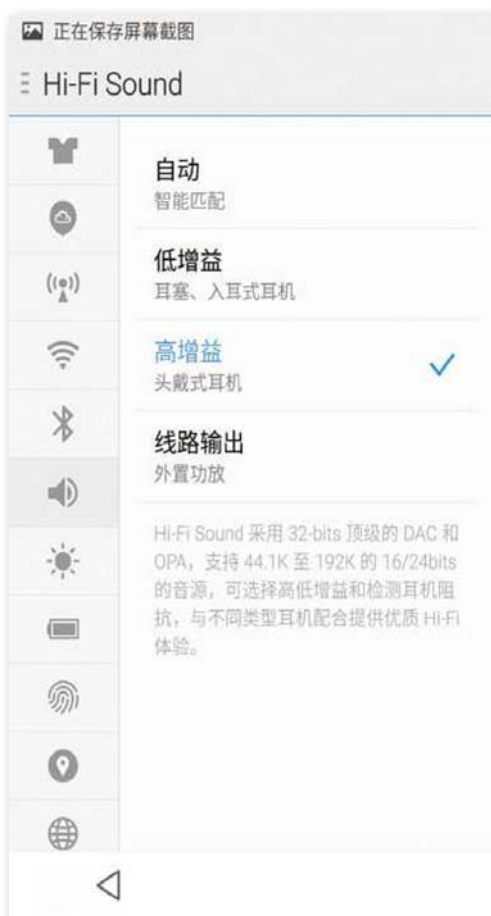 正在保存屏幕截图
Hi-Fi Sound
自动
智能匹配
低增益
耳塞、入耳式耳机
高增益
头戴式耳机
线路输出
外置功放
Hi-Fi Sound 采用 32-bits 顶级的 DAC 和
OPA，支持 44.1K 至 192K 的 16/24bits
的音源，可选择高低增益和检测耳机阻
抗，与不同类型耳机配合提供优质 Hi-Fi
体验。